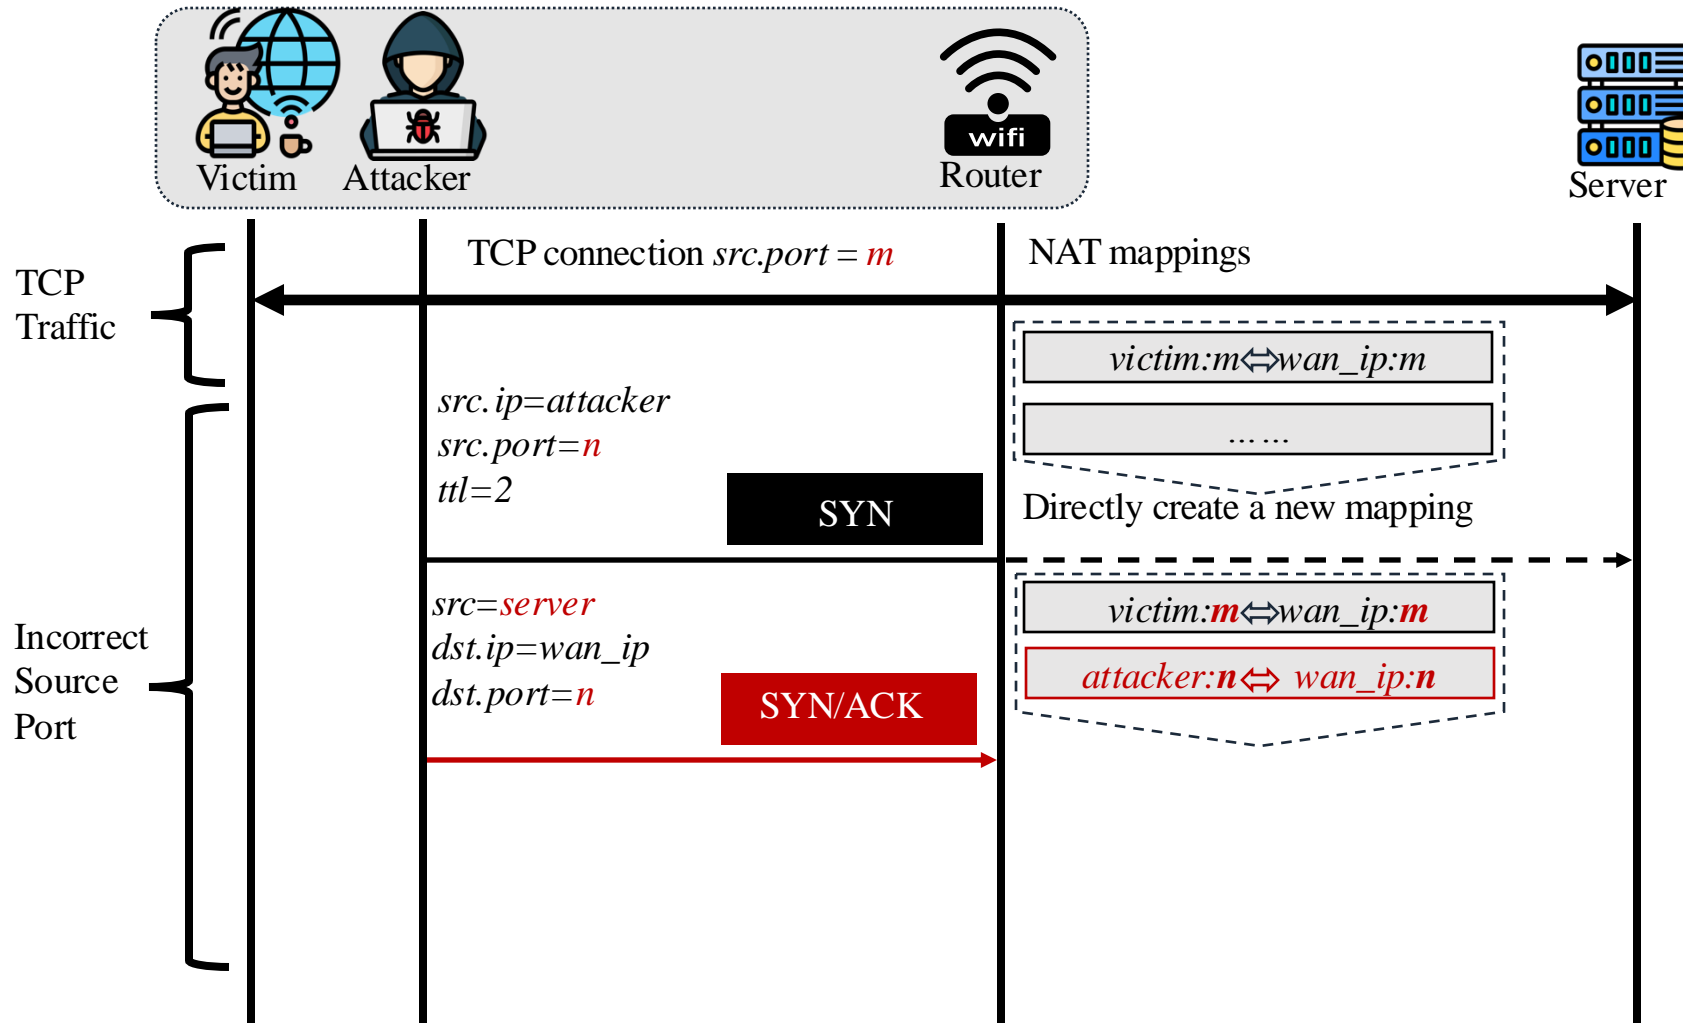 wifi
Victim
Attacker
Router
Server
TCP connection src.port = m
NAT mappings
TCP
Traffic
victim:m⇔wan_ip:m
... ...
src.ip=attacker
src.port=n
ttl=2
SYN
Directly create a new mapping
src=server
dst.ip=wan_ip
dst.port=n
SYN/ACK
victim:m⇔wan_ip:m
attacker:n⇔ wan_ip:n
Incorrect
Source
Port